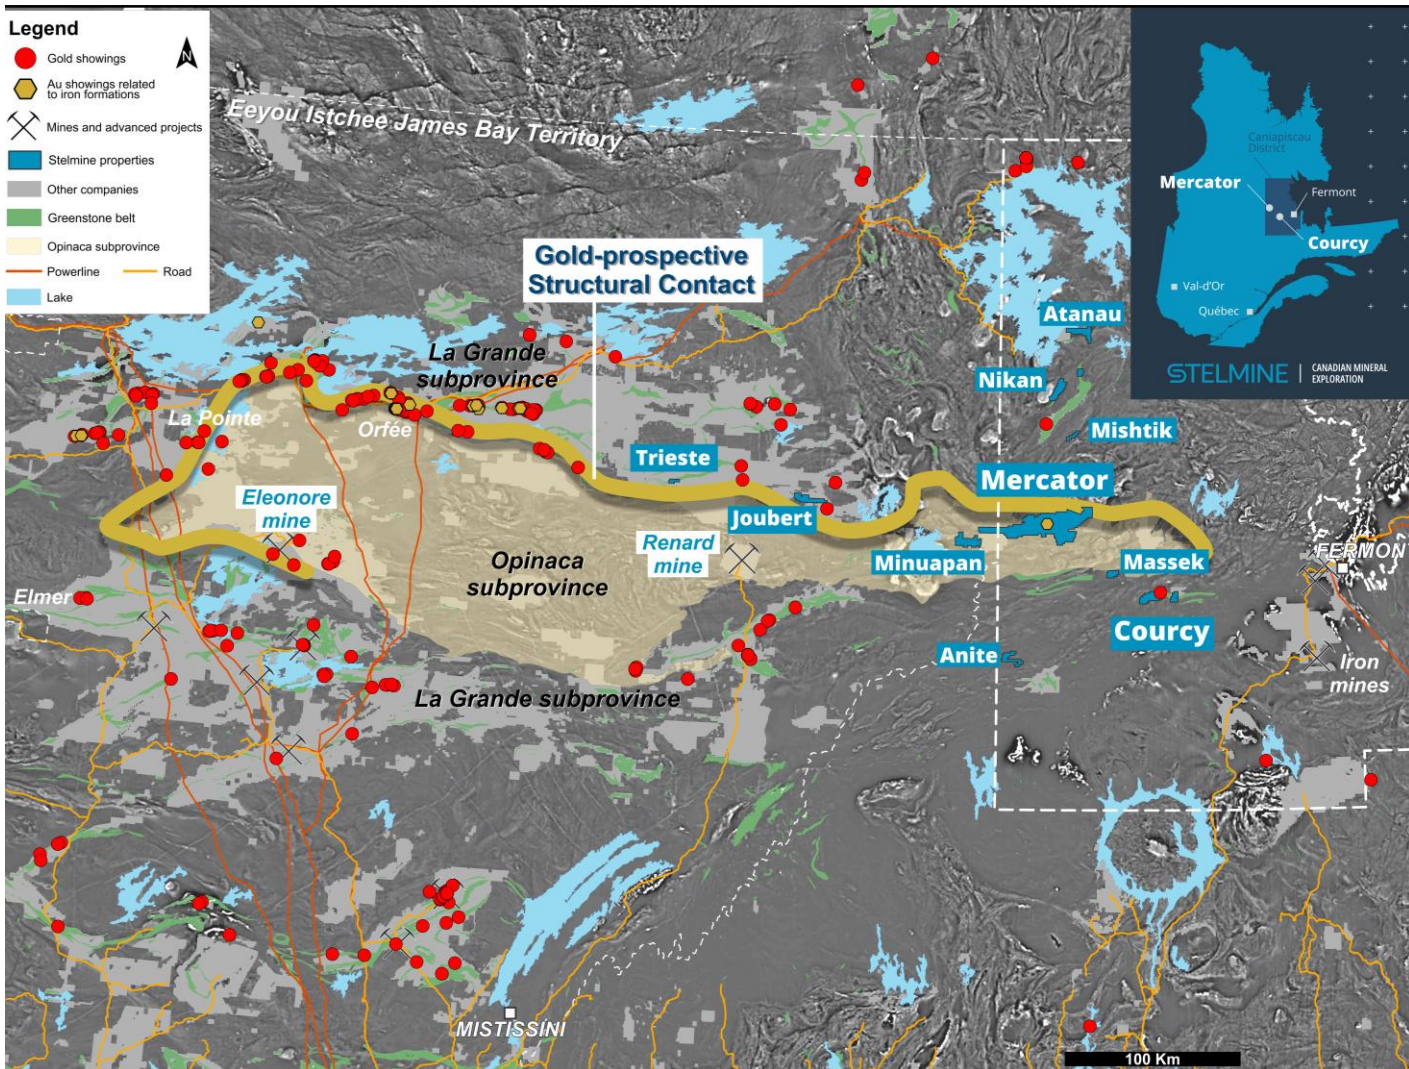 Legend
N
Gold showings
Au showings related
to iron formations
Mines and advanced projects
Stelmine properties
Other companies
Greenstone belt
Opinaca subprovince
Powerline
Road
Lake
Eeyou Istchee James Bay Territory
Gold-prospective
Structural Contact
La Grande
subprovince
La Pointe
Orfée
Eleonore
mine
Elmer
Opinaca
subprovince
Renard
mine
La Grande subprovince
Trieste
Joubert
Minuapan
Mercator
Atanau
Nikan
Mishtik
Massek
Courcy
Anite
FERMONT
Iron
mines
MISTISSINI
100 Km
Caniapiscau
District
Mercator
Fermont
Courcy
Val-d'Or
Québec
STELMINE
CANADIAN MINERAL
EXPLORATION